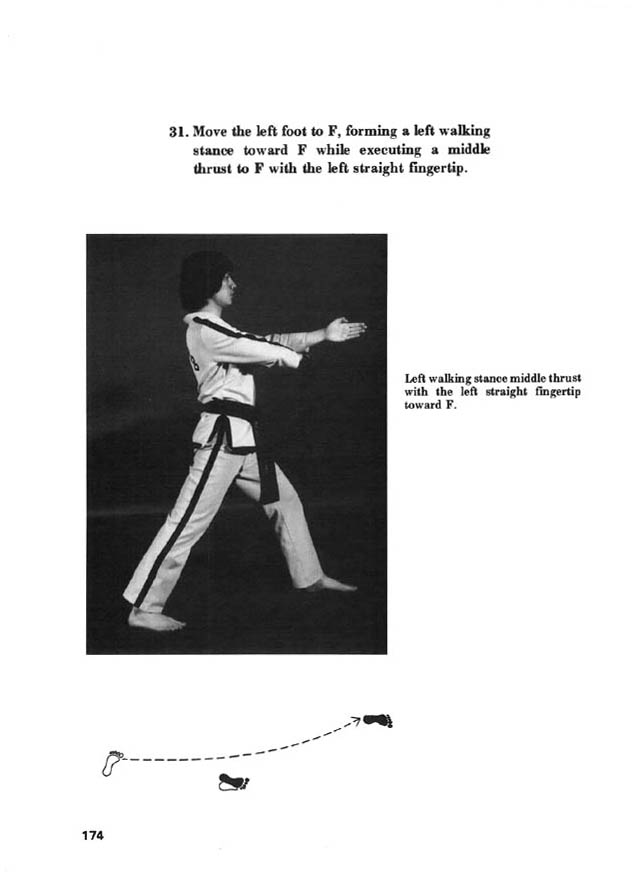 31. Move the left foot to F, forming a left walking
stance toward F while executing a middle
thrust to F with the left straight fingertip.
Left walking stance middle thrust
with the left straight fingertip
toward F.
174